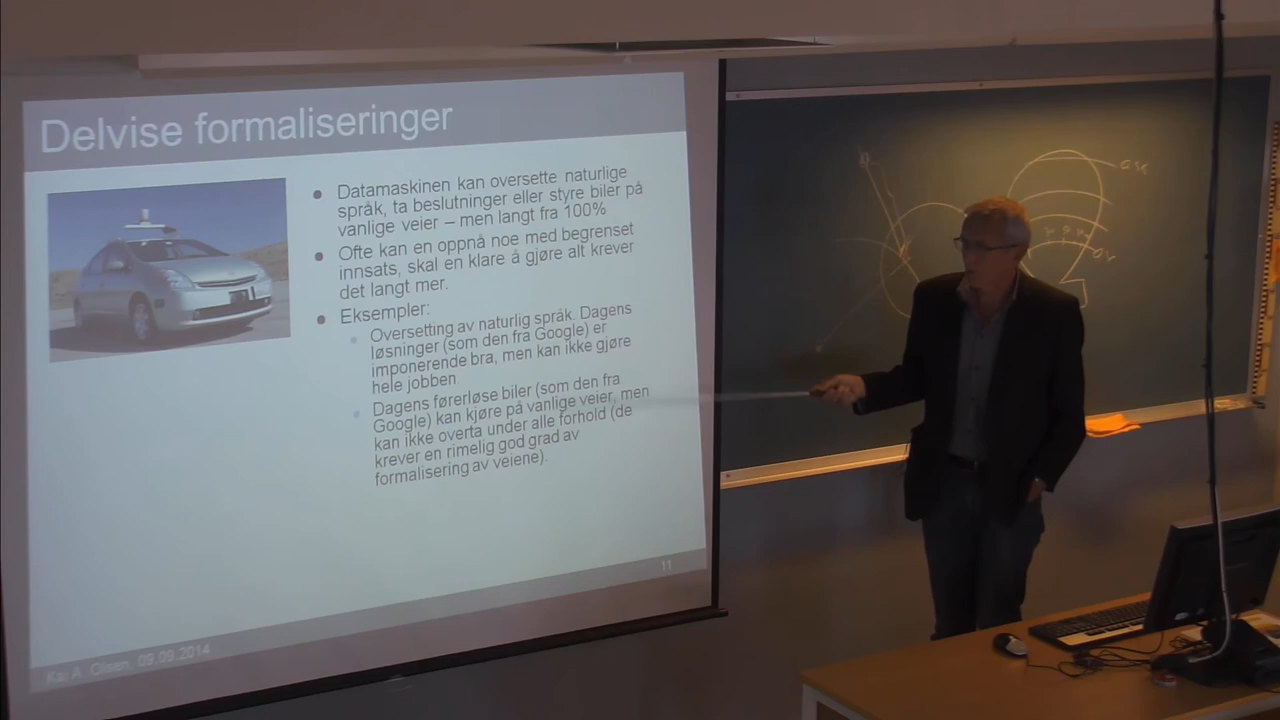 Delvise formaliseringer
Datamaskinen kan oversette naturlige
språk, ta beslutninger eller styre biler på
vanlige veier – men langt fra 100%
Ofte kan en oppnå noe med begrenset
innsats, skal en klare å gjøre alt krever
det langt mer.
Eksempler:
Oversetting av naturlig språk. Dagens
løsninger (som den fra Google) er
imponerende bra, men kan ikke gjøre
hele jobben.
Dagens førerløse biler (som den fra
Google) kan kjøre på vanlige veier, men
kan ikke overta under alle forhold (de
krever en rimelig god grad av
formalisering av veiene).
11
Kai A. Olsen, 09.09.2014